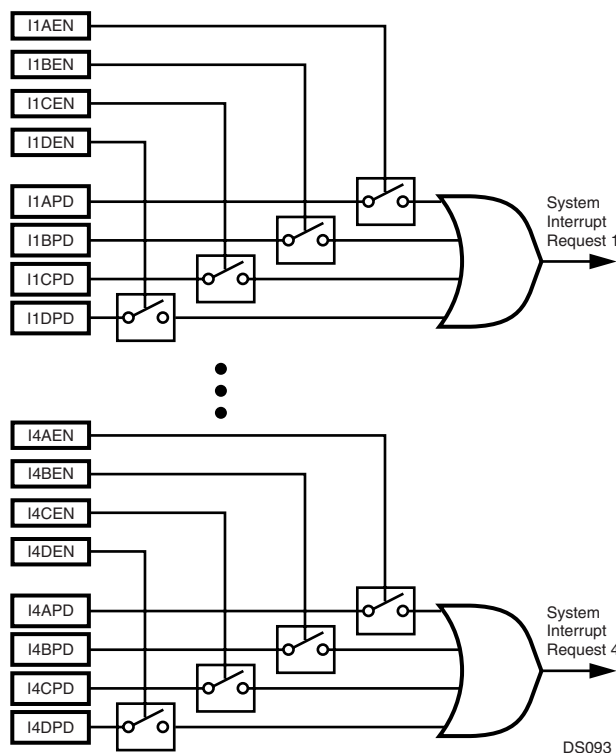 I1AEN
I1BEN
I1CEN
I1DEN
I1APD
I1BPD
I1CPD
I1DPD
System
Interrupt
Request 1
I4AEN
I4BEN
I4CEN
I4DEN
I4APD
I4BPD
I4CPD
I4DPD
System
Interrupt
Request 4
DS093